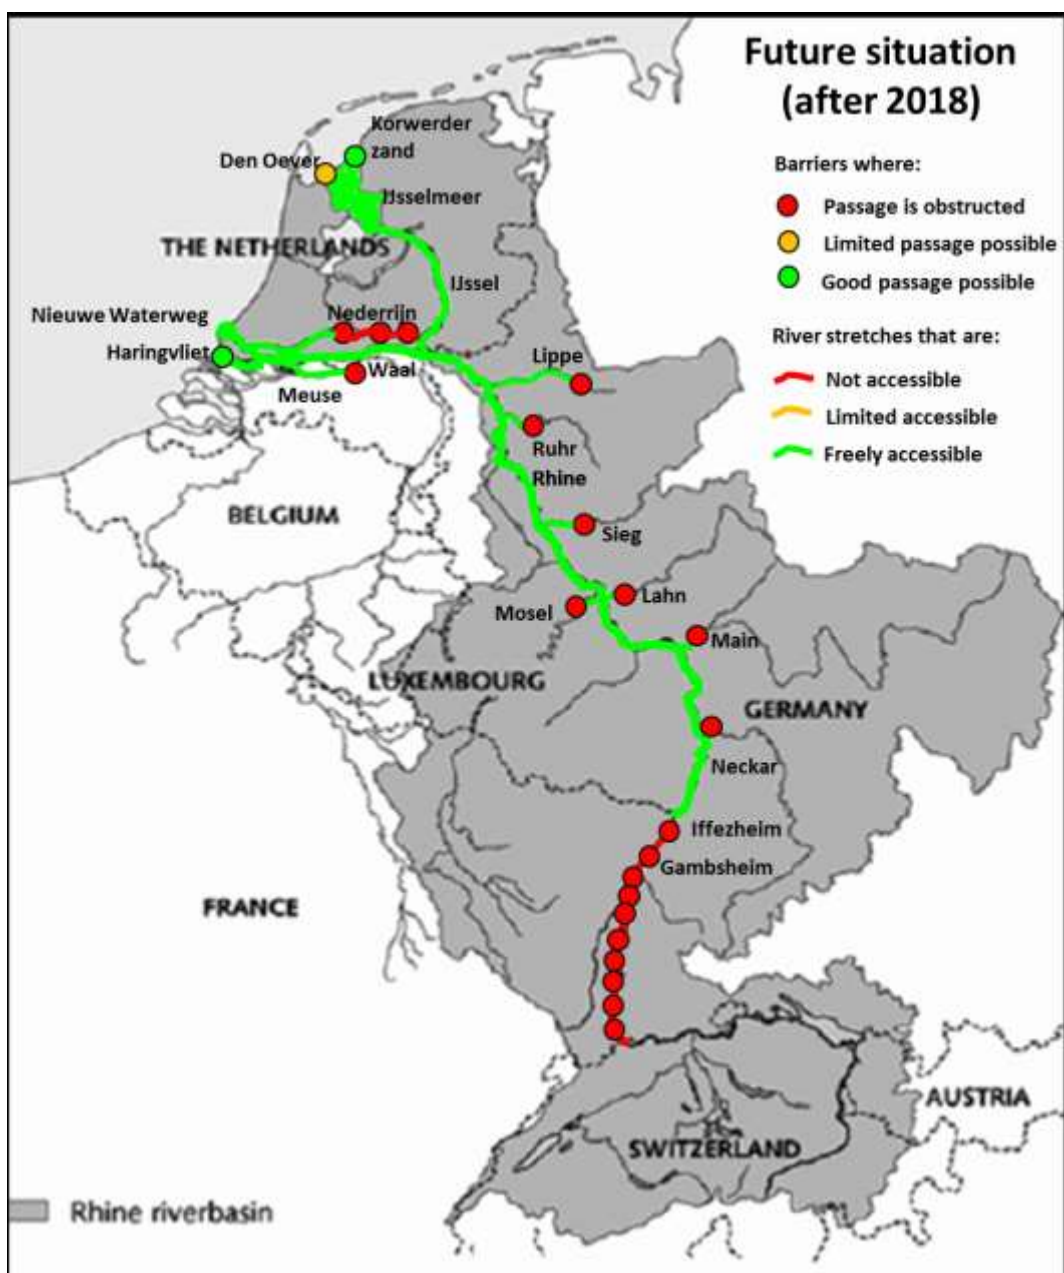 Future situation
(after 2018)
Barriers where:
Passage is obstructed
Limited passage possible
Good passage possible
River stretches that are:
Not accessible
Limited accessible
Freely accessible
Korwerder
zand
Den Oever
IJsselmeer
THE NETHERLANDS
IJssel
Nieuwe Waterweg
Nederrijn
Haringvliet
Waal
Lippe
Meuse
Ruhr
Rhine
BELGIUM
Sieg
Lahn
Mosel
Main
LUXEMBOURG
GERMANY
Neckar
Iffezheim
Gambsheim
FRANCE
AUSTRIA
SWITZERLAND
Rhine riverbasin